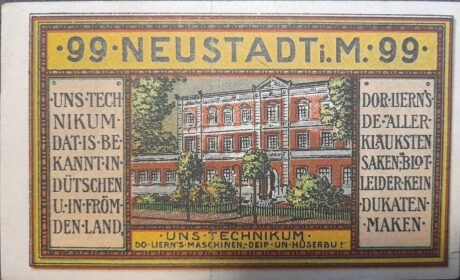 ·99·NEUSTADT i.M.·99·
·UNS·TECH-
NIKUM·
DAT·IS·BE-
KANNT·IN·
DÜTSCHEN
U·IN·FRÖM-
DEN·LAND,
DOR·LIERN'S
DE·ALLER-
KLÄUKSTEN
SAKEN,·BLOT
LEIDER·KEIN
DUKATEN·
MAKEN·
·UNS·TECHNIKUM·
DO·LIERN'S·MASCHINEN,·DEIP·UN·HÜSERBU!